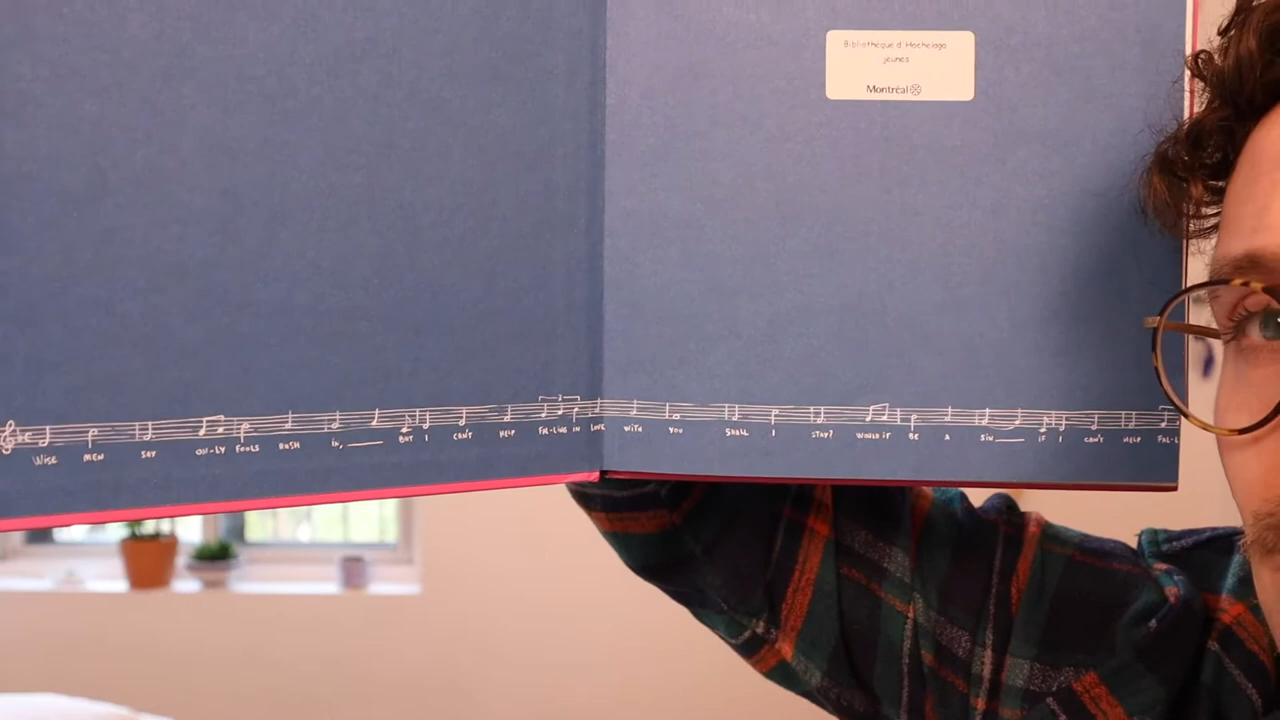 Bibliothèque d'Hochelaga
jeunes
Montréal
WISE MEN SAY ON-LY FOOLS RUSH IN, BUT I CAN'T HELP FAL-LING IN LOVE WITH YOU SHALL I STAY? WOULD IT BE A SIN IF I CAN'T HELP FAL-L